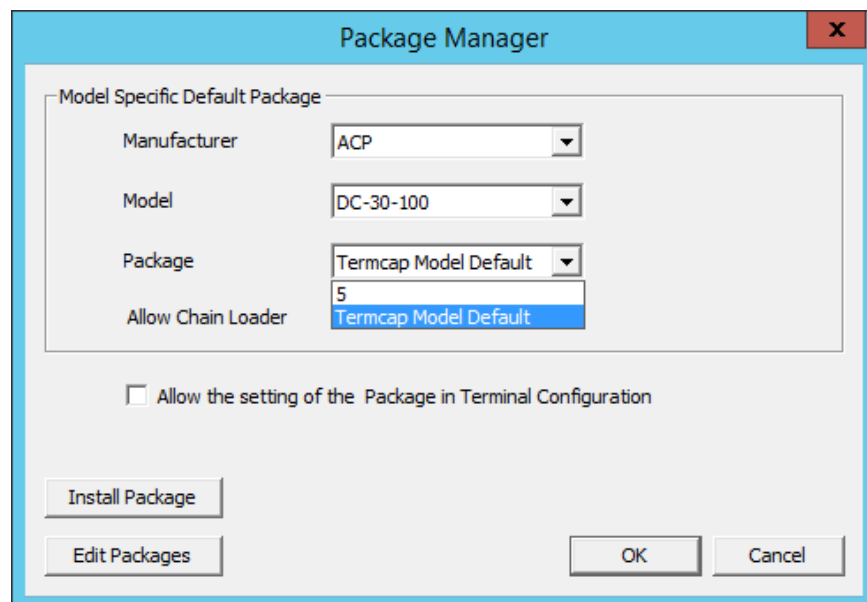 Package Manager
x
Model Specific Default Package
Manufacturer
ACP
Model
DC-30-100
Package
Termcap Model Default
5
Allow Chain Loader
Termcap Model Default
Allow the setting of the Package in Terminal Configuration
Install Package
Edit Packages
OK
Cancel